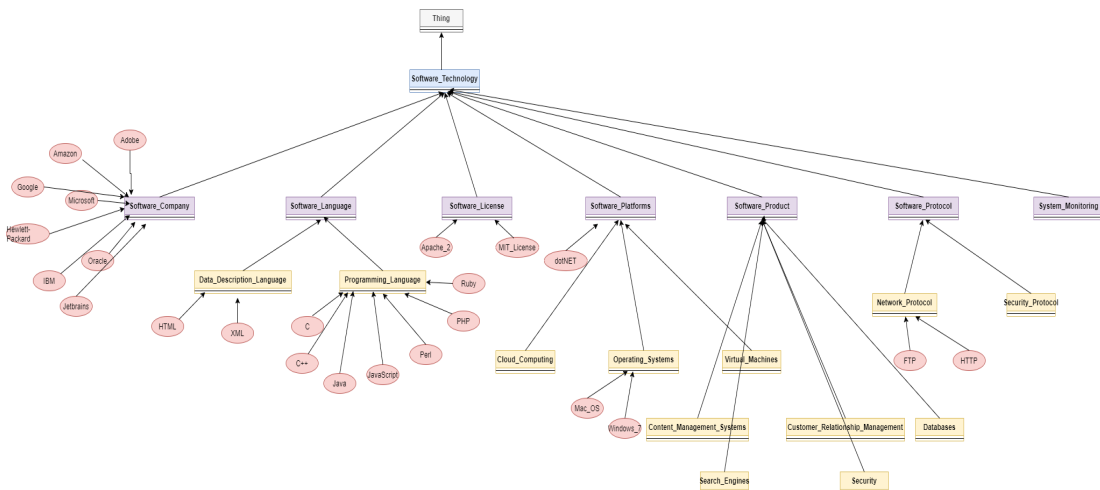 Thing
Software_Technology
Adobe
Amazon
Google
Microsoft
Software_Company
Software_Language
Software_License
Software_Platforms
Software_Product
Software_Protocol
System_Monitoring
Hewlett-
Packard
Apache_2
MIT_License
dotNET
Oracle
IBM
Jetbrains
Data_Description_Language
Programming_Language
Ruby
Network_Protocol
Security_Protocol
HTML
XML
C
C++
Java
JavaScript
Perl
PHP
Cloud_Computing
Operating_Systems
Virtual_Machines
FTP
HTTP
Mac_OS
Windows_7
Content_Management_Systems
Customer_Relationship_Management
Databases
Search_Engines
Security